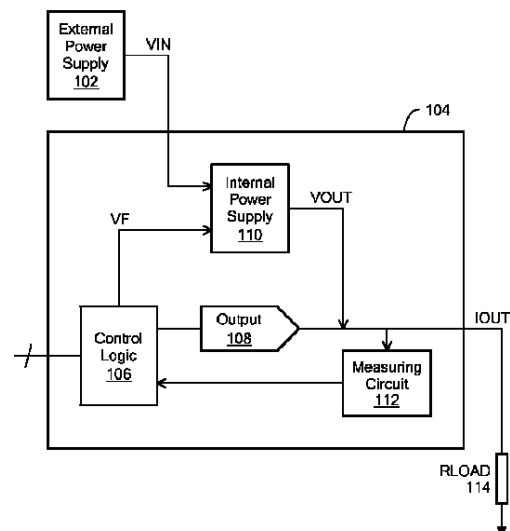 External
Power
Supply
102
VIN
104
Internal
Power
Supply
110
VF
VOUT
Output
108
IOUT
Control
Logic
106
Measuring
Circuit
112
RLOAD
114